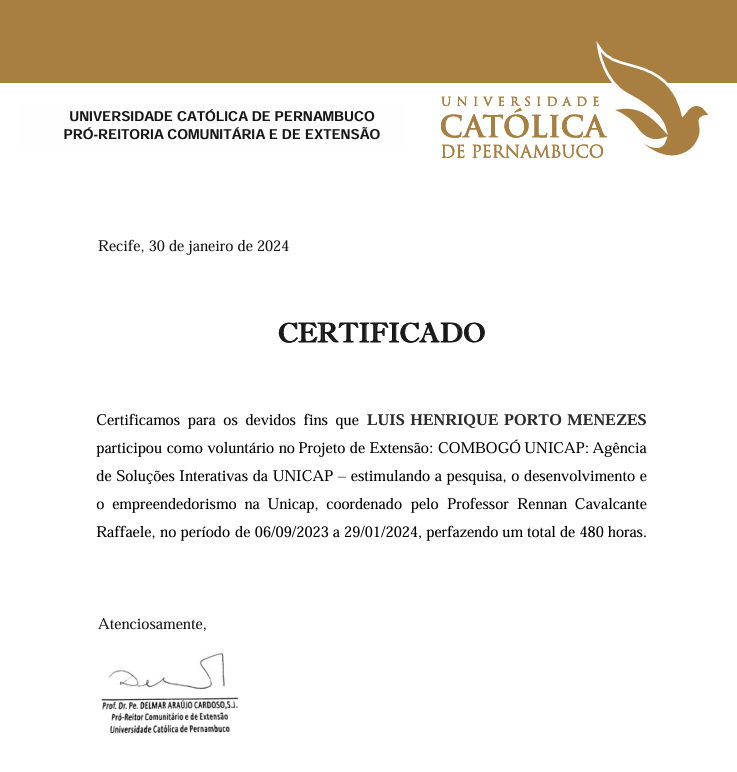 UNIVERSIDADE CATÓLICA DE PERNAMBUCO
PRÓ-REITORIA COMUNITÁRIA E DE EXTENSÃO
UNIVERSIDADE
CATÓLICA
DE PERNAMBUCO
Recife, 30 de janeiro de 2024
CERTIFICADO
Certificamos para os devidos fins que LUIS HENRIQUE PORTO MENEZES
participou como voluntário no Projeto de Extensão: COMBOGÓ UNICAP: Agência
de Soluções Interativas da UNICAP – estimulando a pesquisa, o desenvolvimento e
o empreendedorismo na Unicap, coordenado pelo Professor Rennan Cavalcante
Raffaele, no período de 06/09/2023 a 29/01/2024, perfazendo um total de 480 horas.
Atenciosamente,
Prof. Dr. Pe. DELMAR ARAÚJO CARDOSO,S.J.
Pró-Reitor Comunitário e de Extensão
Universidade Católica de Pernambuco